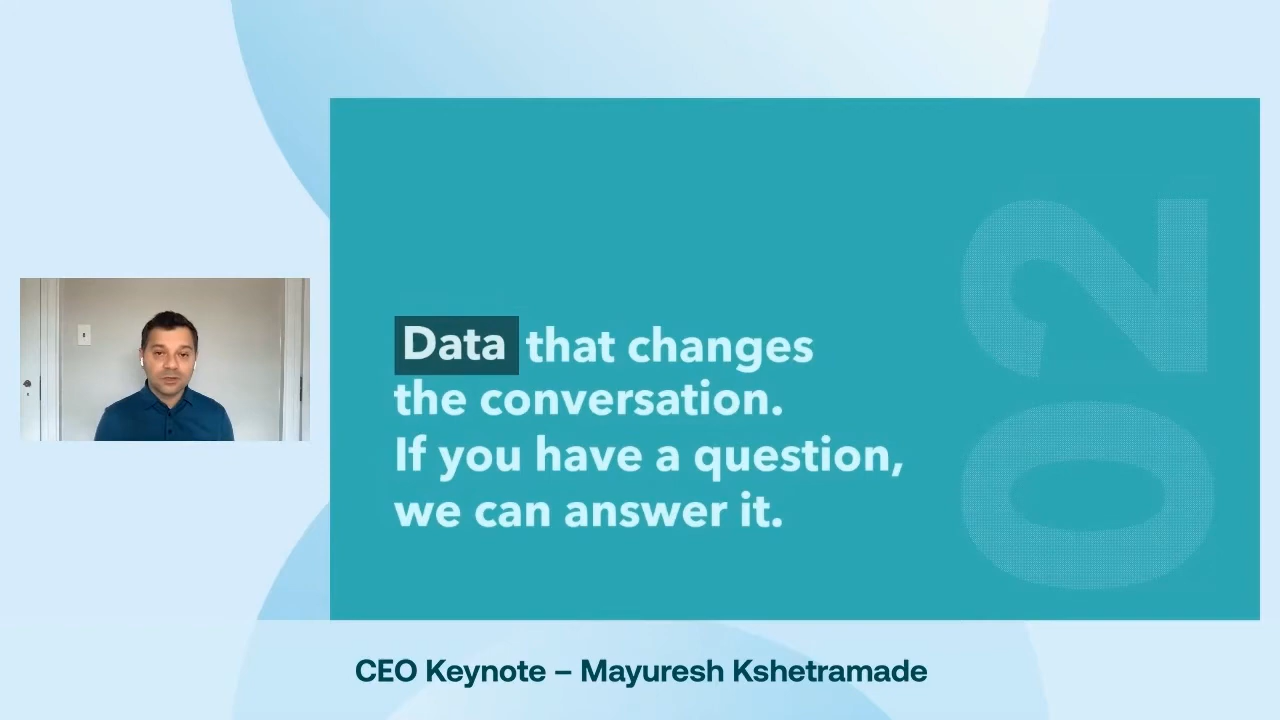 Data that changes
the conversation.
If you have a question,
we can answer it.
02
CEO Keynote – Mayuresh Kshetramade